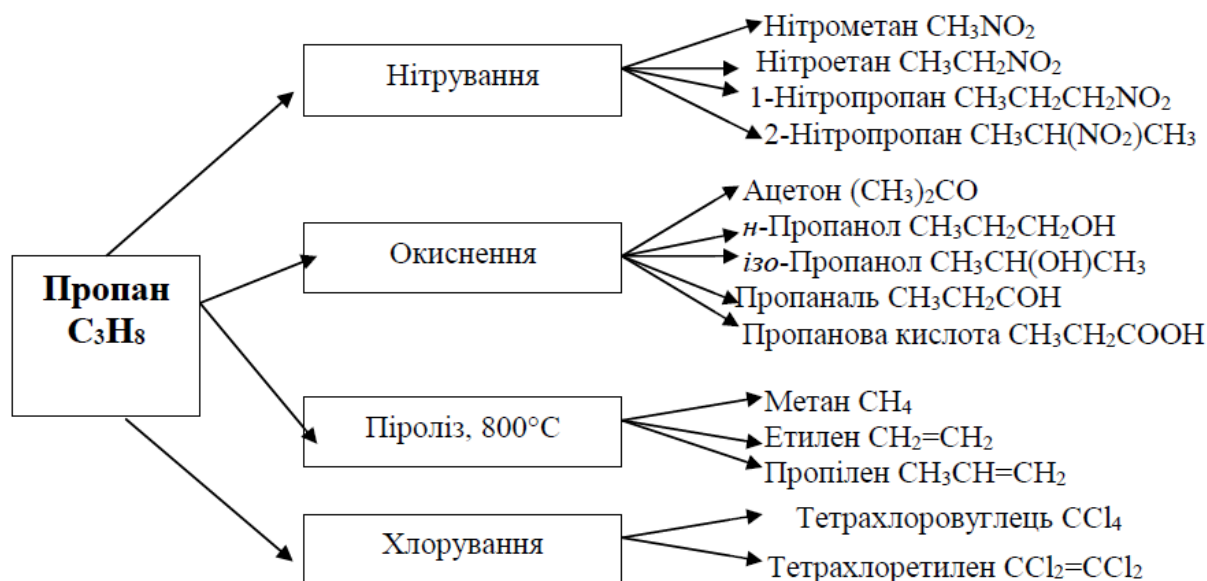 Пропан
C₃H₈
Нітрування
Нітрометан CH₃NO₂
Нітроетан CH₃CH₂NO₂
1-Нітропропан CH₃CH₂CH₂NO₂
2-Нітропропан CH₃CH(NO₂)CH₃
Окиснення
Ацетон (CH₃)₂CO
н-Пропанол CH₃CH₂CH₂OH
ізо-Пропанол CH₃CH(OH)CH₃
Пропаналь CH₃CH₂COH
Пропанова кислота CH₃CH₂COOH
Піроліз, 800°C
Метан CH₄
Етилен CH₂=CH₂
Пропілен CH₃CH=CH₂
Хлорування
Тетрахлоровуглець CCl₄
Тетрахлоретилен CCl₂=CCl₂